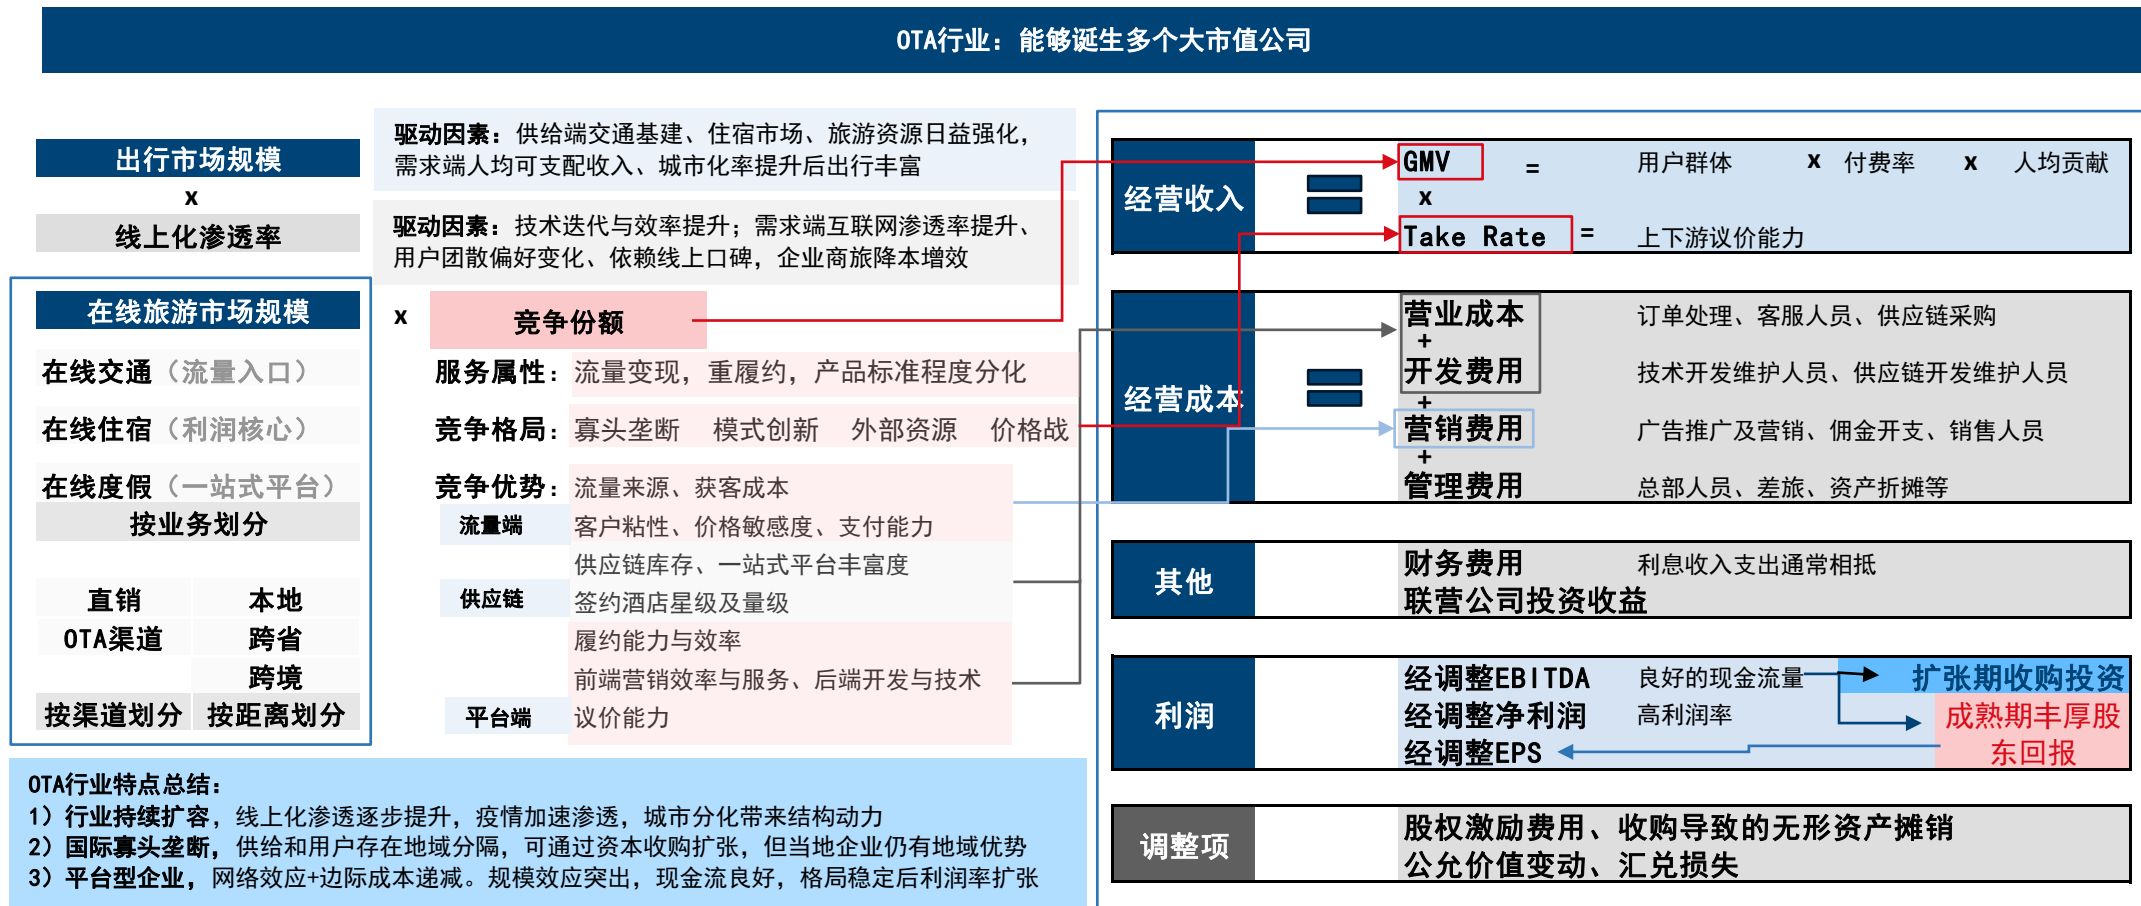 OTA行业：能够诞生多个大市值公司
出行市场规模
x
线上化渗透率
驱动因素：供给端交通基建、住宿市场、旅游资源日益强化，
需求端人均可支配收入、城市化率提升后出行丰富
驱动因素：技术迭代与效率提升；需求端互联网渗透率提升、
用户团散偏好变化、依赖线上口碑，企业商旅降本增效
在线旅游市场规模
在线交通（流量入口）
在线住宿（利润核心）
在线度假（一站式平台）
按业务划分
直销 本地
OTA渠道 跨省
跨境
按渠道划分 按距离划分
x 竞争份额
服务属性：流量变现，重履约，产品标准程度分化
竞争格局：寡头垄断 模式创新 外部资源 价格战
竞争优势：流量来源、获客成本
流量端 客户粘性、价格敏感度、支付能力
供应链库存、一站式平台丰富度
供应链 签约酒店星级及量级
履约能力与效率
前端营销效率与服务、后端开发与技术
平台端 议价能力
OTA行业特点总结：
1）行业持续扩容，线上化渗透逐步提升，疫情加速渗透，城市分化带来结构动力
2）国际寡头垄断，供给和用户存在地域分隔，可通过资本收购扩张，但当地企业仍有地域优势
3）平台型企业，网络效应+边际成本递减。规模效应突出，现金流良好，格局稳定后利润率扩张
经营收入
GMV = 用户群体 x 付费率 x 人均贡献
x
Take Rate = 上下游议价能力
经营成本
营业成本 订单处理、客服人员、供应链采购
+
开发费用 技术开发维护人员、供应链开发维护人员
+
营销费用 广告推广及营销、佣金开支、销售人员
+
管理费用 总部人员、差旅、资产折摊等
其他
财务费用 利息收入支出通常相抵
联营公司投资收益
利润
经调整EBITDA 良好的现金流量 扩张期收购投资
经调整净利润 高利润率 成熟期丰厚股
经调整EPS 东回报
调整项
股权激励费用、收购导致的无形资产摊销
公允价值变动、汇兑损失